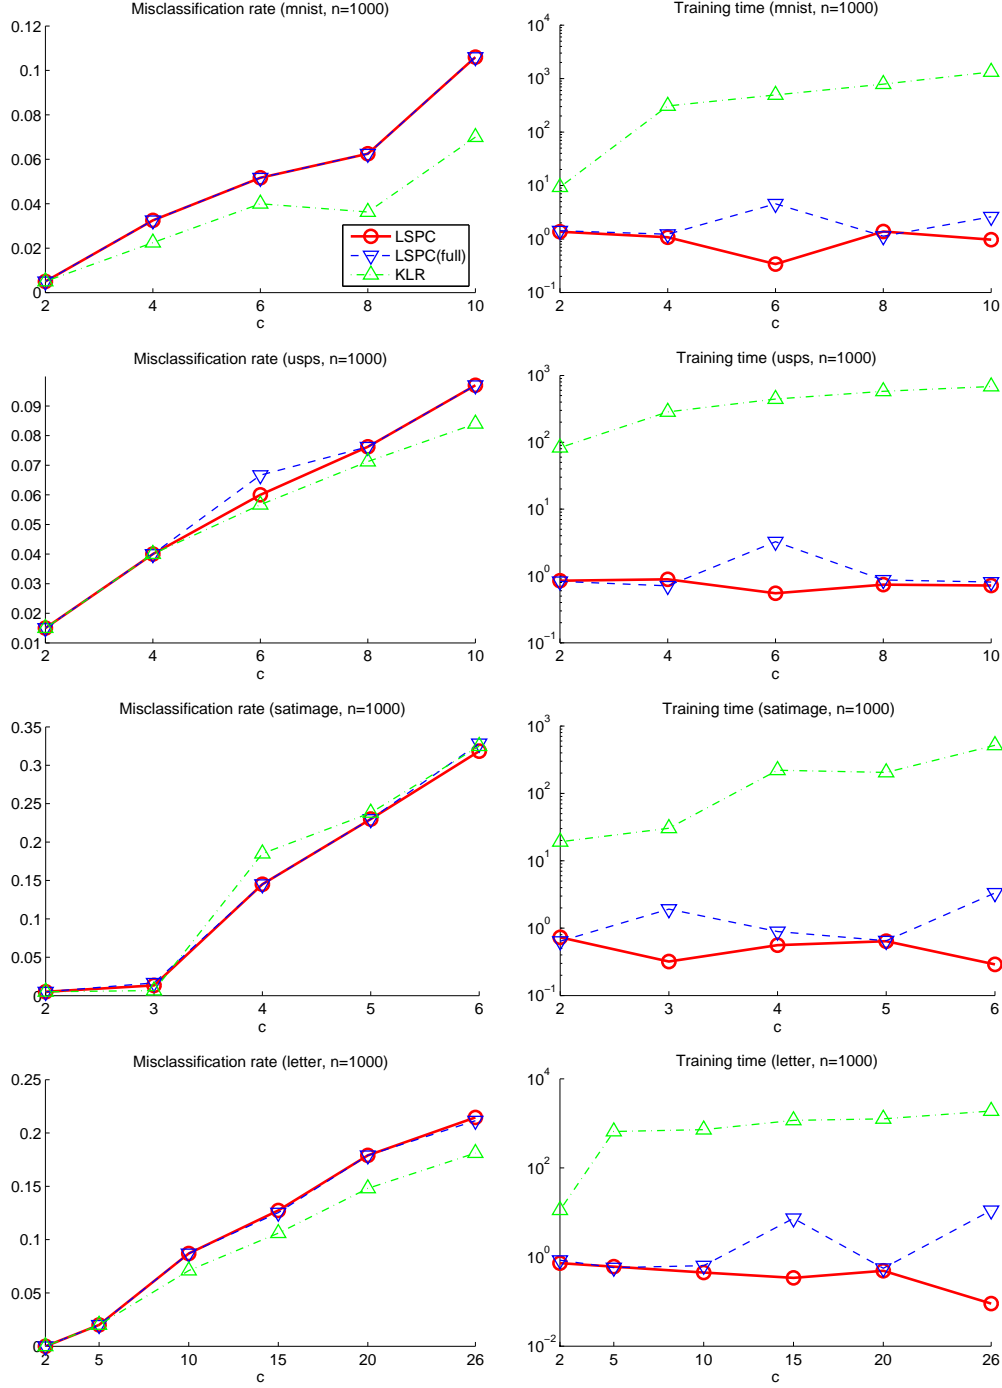 Misclassification rate (mnist, n=1000)
0.12
0.1
0.08
0.06
0.04
0.02
0
2 4 6 8 10
c
LSPC
LSPC(full)
KLR
Training time (mnist, n=1000)
10^4
10^3
10^2
10^1
10^0
10^−1
2 4 6 8 10
c
Misclassification rate (usps, n=1000)
0.09
0.08
0.07
0.06
0.05
0.04
0.03
0.02
0.01
2 4 6 8 10
c
Training time (usps, n=1000)
10^3
10^2
10^1
10^0
10^−1
2 4 6 8 10
c
Misclassification rate (satimage, n=1000)
0.35
0.3
0.25
0.2
0.15
0.1
0.05
0
2 3 4 5 6
c
Training time (satimage, n=1000)
10^3
10^2
10^1
10^0
10^−1
2 3 4 5 6
c
Misclassification rate (letter, n=1000)
0.25
0.2
0.15
0.1
0.05
0
2 5 10 15 20 26
c
Training time (letter, n=1000)
10^4
10^2
10^0
10^−2
2 5 10 15 20 26
c